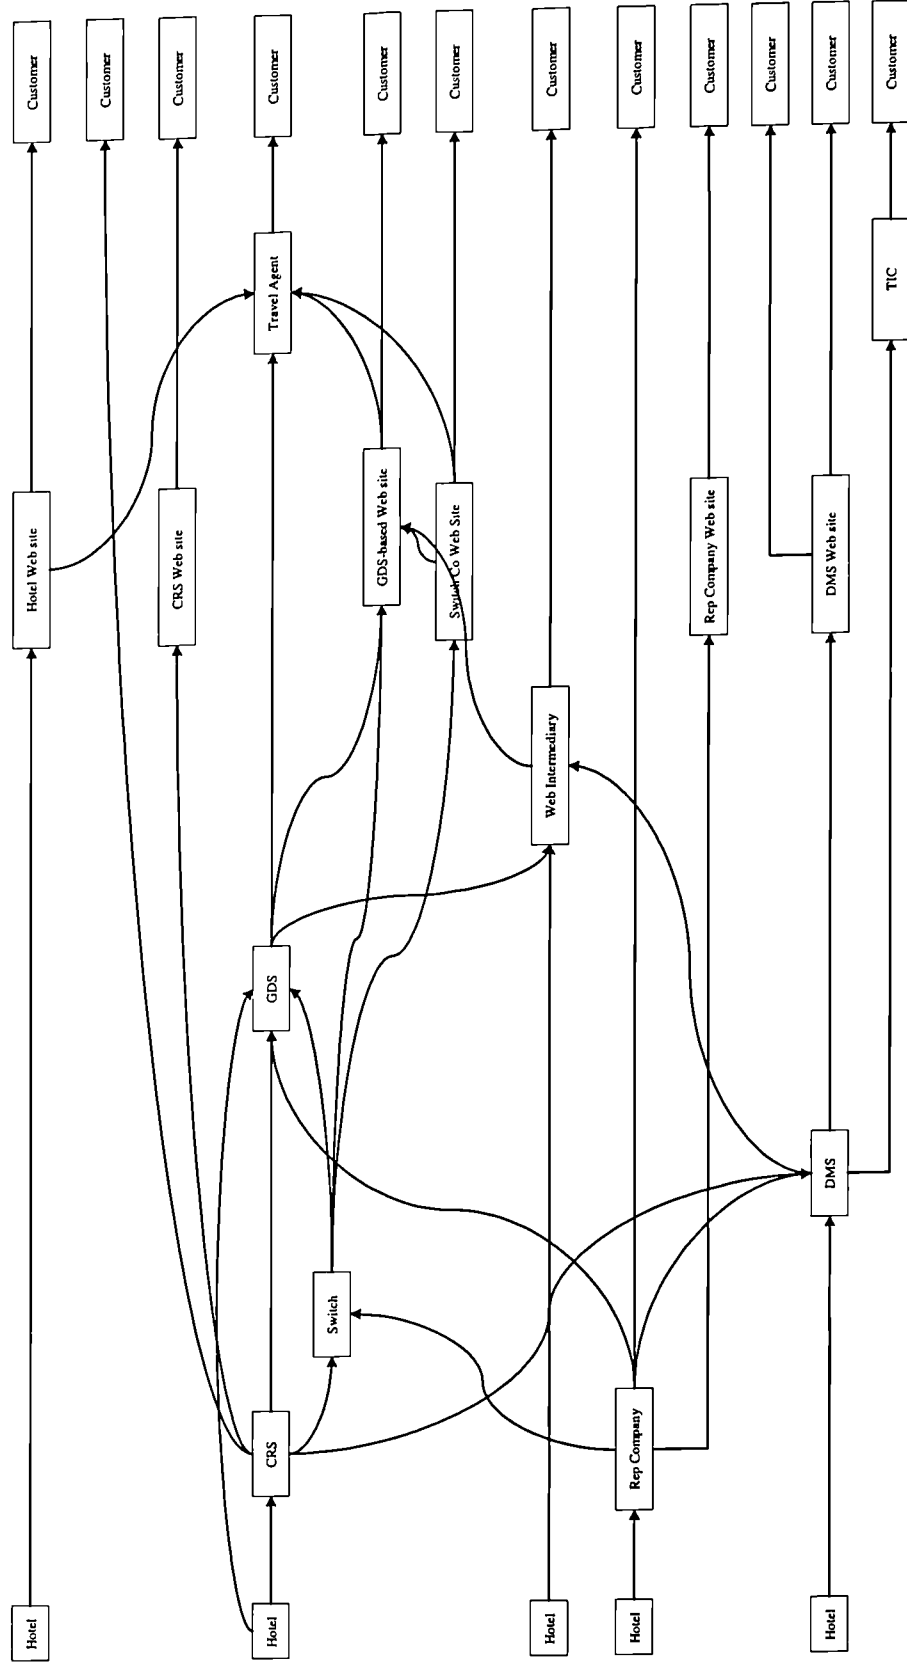 Customer
Customer
Customer
Customer
Customer
Customer
Customer
Customer
Customer
Customer
Customer
Customer
Travel Agent
TIC
Hotel Web site
CRS Web site
GDS-based Web site
Switch Co Web Site
Rep Company Web site
DMS Web site
Web Intermediary
GDS
DMS
Switch
CRS
Rep Company
Hotel
Hotel
Hotel
Hotel
Hotel